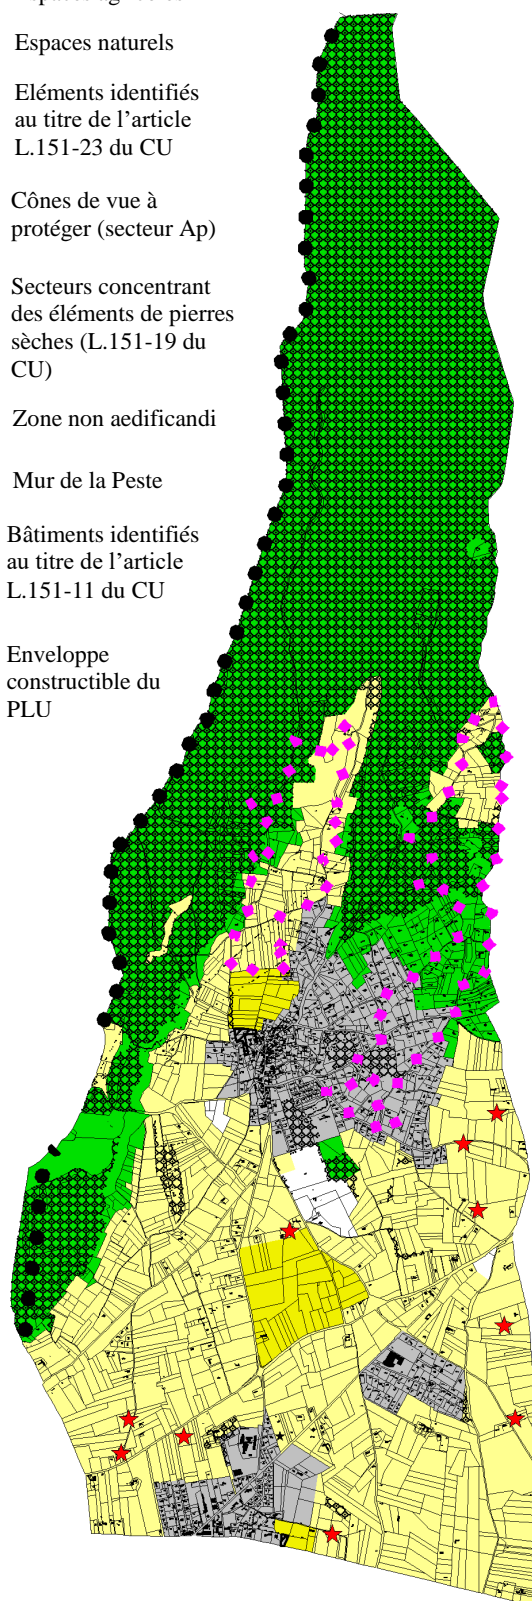 Espaces naturels
Eléments identifiés
au titre de l’article
L.151-23 du CU
Cônes de vue à
protéger (secteur Ap)
Secteurs concentrant
des éléments de pierres
sèches (L.151-19 du
CU)
Zone non aedificandi
Mur de la Peste
Bâtiments identifiés
au titre de l’article
L.151-11 du CU
Enveloppe
constructible du
PLU